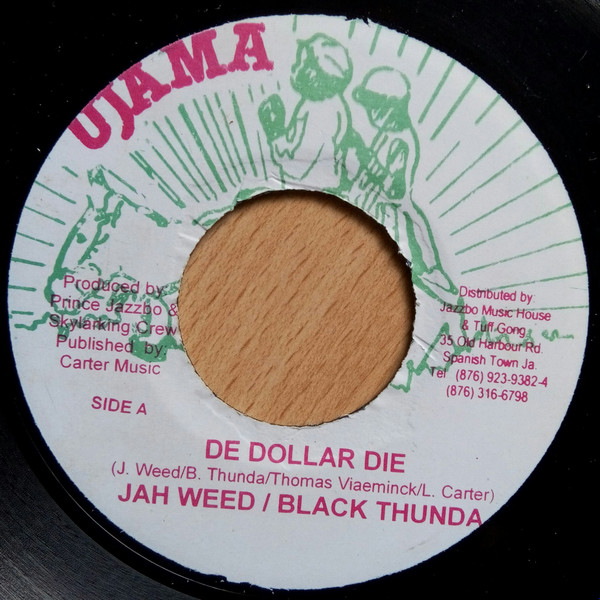 UJAMA
Produced by:
Prince Jazzbo &
Skylarking Crew
Published by:
Carter Music
SIDE A
Distributed by:
Jazzbo Music House
& Tuff Gong
35 Old Harbour Rd.
Spanish Town Ja.
Tel (876) 923-9382-4
(876) 316-6798
DE DOLLAR DIE
(J. Weed/B. Thunda/Thomas Viaeminck/L. Carter)
JAH WEED / BLACK THUNDA